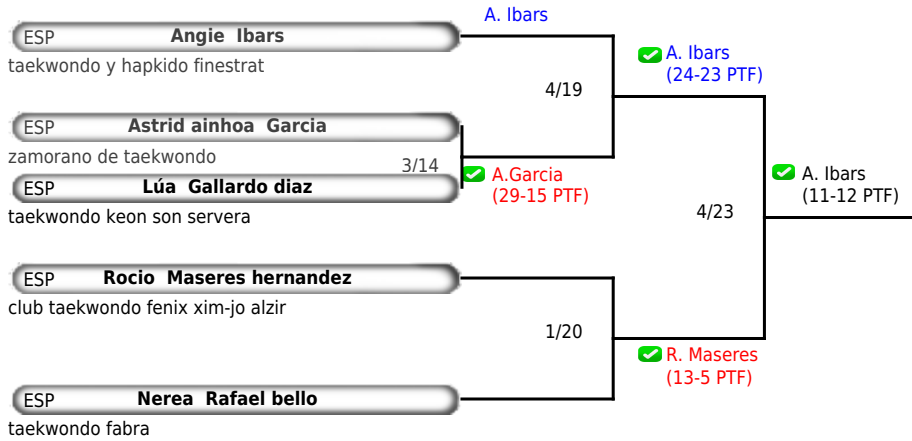 A. Ibars
ESP Angie Ibars
taekwondo y hapkido finestrat
A. Ibars
(24-23 PTF)
4/19
ESP Astrid ainhoa Garcia
zamorano de taekwondo
3/14
A.Garcia
(29-15 PTF)
ESP Lúa Gallardo diaz
taekwondo keon son servera
A. Ibars
(11-12 PTF)
4/23
ESP Rocio Maseres hernandez
club taekwondo fenix xim-jo alzir
1/20
R. Maseres
(13-5 PTF)
ESP Nerea Rafael bello
taekwondo fabra